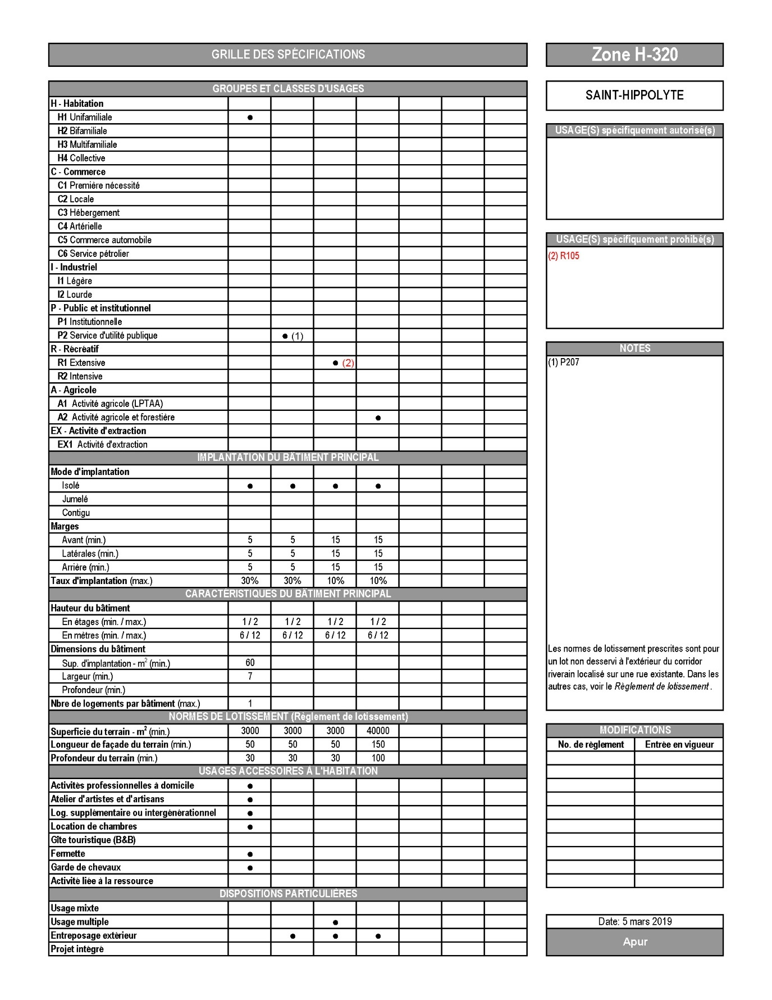 GRILLE DES SPÉCIFICATIONS
Zone H-320
GROUPES ET CLASSES D'USAGES
H - Habitation
H1 Unifamiliale ●
H2 Bifamiliale
H3 Multifamiliale
H4 Collective
C - Commerce
C1 Première nécessité
C2 Locale
C3 Hébergement
C4 Artérielle
C5 Commerce automobile
C6 Service pétrolier
I - Industriel
I1 Légère
I2 Lourde
P - Public et institutionnel
P1 Institutionnelle
P2 Service d'utilité publique ● (1)
R - Récréatif
R1 Extensive ● (2)
R2 Intensive
A - Agricole
A1 Activité agricole (LPTAA)
A2 Activité agricole et forestière ●
EX - Activité d'extraction
EX1 Activité d'extraction
IMPLANTATION DU BÂTIMENT PRINCIPAL
Mode d'implantation
Isolé ● ● ● ●
Jumelé
Contigu
Marges
Avant (min.) 5 5 15 15
Latérales (min.) 5 5 15 15
Arrière (min.) 5 5 15 15
Taux d'implantation (max.) 30% 30% 10% 10%
CARACTÉRISTIQUES DU BÂTIMENT PRINCIPAL
Hauteur du bâtiment
En étages (min. / max.) 1 / 2 1 / 2 1 / 2 1 / 2
En mètres (min. / max.) 6 / 12 6 / 12 6 / 12 6 / 12
Dimensions du bâtiment
Sup. d'implantation - m² (min.) 60
Largeur (min.) 7
Profondeur (min.)
Nbre de logements par bâtiment (max.) 1
NORMES DE LOTISSEMENT (Règlement de lotissement)
Superficie du terrain - m² (min.) 3000 3000 3000 40000
Longueur de façade du terrain (min.) 50 50 50 150
Profondeur du terrain (min.) 30 30 30 100
USAGES ACCESSOIRES À L'HABITATION
Activités professionnelles à domicile ●
Atelier d'artistes et d'artisans ●
Log. supplémentaire ou intergénérationnel ●
Location de chambres ●
Gîte touristique (B&B)
Fermette ●
Garde de chevaux ●
Activité liée à la ressource
DISPOSITIONS PARTICULIÈRES
Usage mixte
Usage multiple ●
Entreposage extérieur ● ● ●
Projet intégré
SAINT-HIPPOLYTE
USAGE(S) spécifiquement autorisé(s)
USAGE(S) spécifiquement prohibé(s)
(2) R105
NOTES
(1) P207
Les normes de lotissement prescrites sont pour
un lot non desservi à l'extérieur du corridor
riverain localisé sur une rue existante. Dans les
autres cas, voir le Règlement de lotissement .
MODIFICATIONS
No. de règlement Entrée en vigueur
Date: 5 mars 2019
Apur